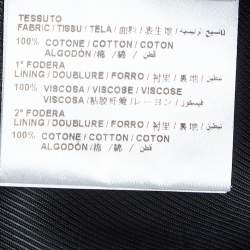 TESSUTO
FABRIC / TISSU / TELA / 面料 / 表生地 / نسيج رئيسي
100% COTONE / COTTON / COTON
ALGODÓN / 棉 / 綿 / قطن
1° FODERA
LINING / DOUBLURE / FORRO / 衬里 / 裏地 / تبطين
100% VISCOSA / VISCOSE / VISCOSE
VISCOSA / 粘胶纤维 / レーヨン / فيسكوز
2° FODERA
LINING / DOUBLURE / FORRO / 衬里 / 裏地 / تبطين
100% COTONE / COTTON / COTON
ALGODÓN / 棉 / 綿 / قطن